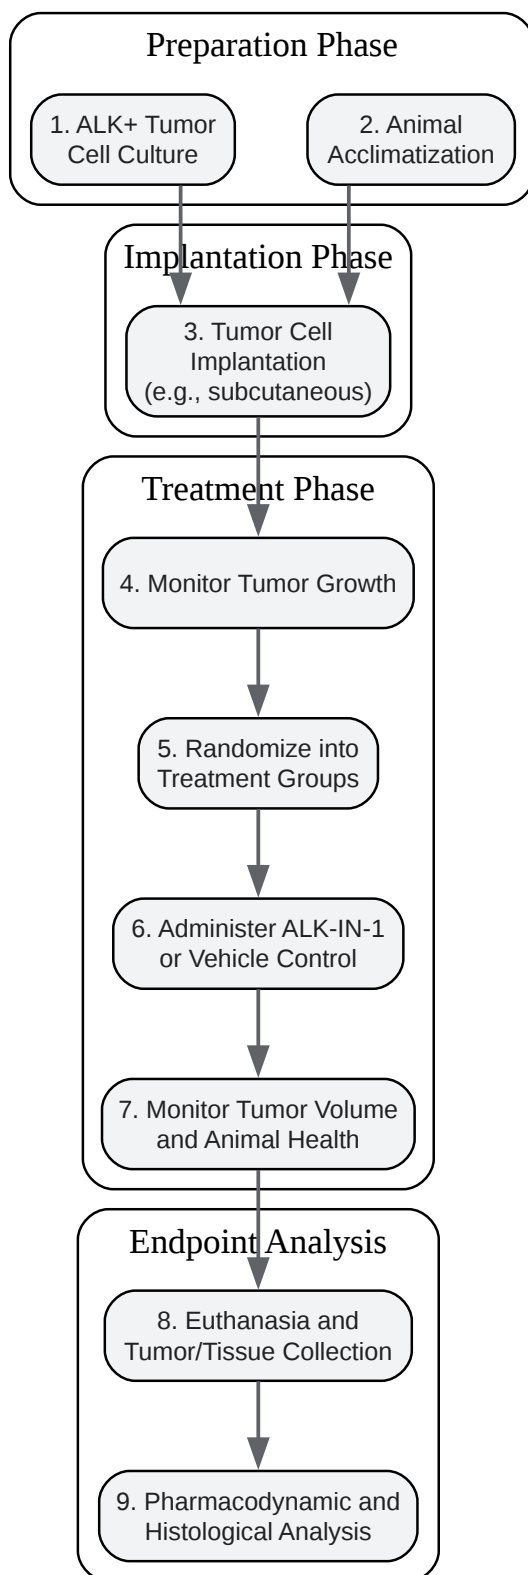 Preparation Phase
1. ALK+ Tumor
Cell Culture
2. Animal
Acclimatization
Implantation Phase
3. Tumor Cell
Implantation
(e.g., subcutaneous)
Treatment Phase
4. Monitor Tumor Growth
5. Randomize into
Treatment Groups
6. Administer ALK-IN-1
or Vehicle Control
7. Monitor Tumor Volume
and Animal Health
Endpoint Analysis
8. Euthanasia and
Tumor/Tissue Collection
9. Pharmacodynamic and
Histological Analysis